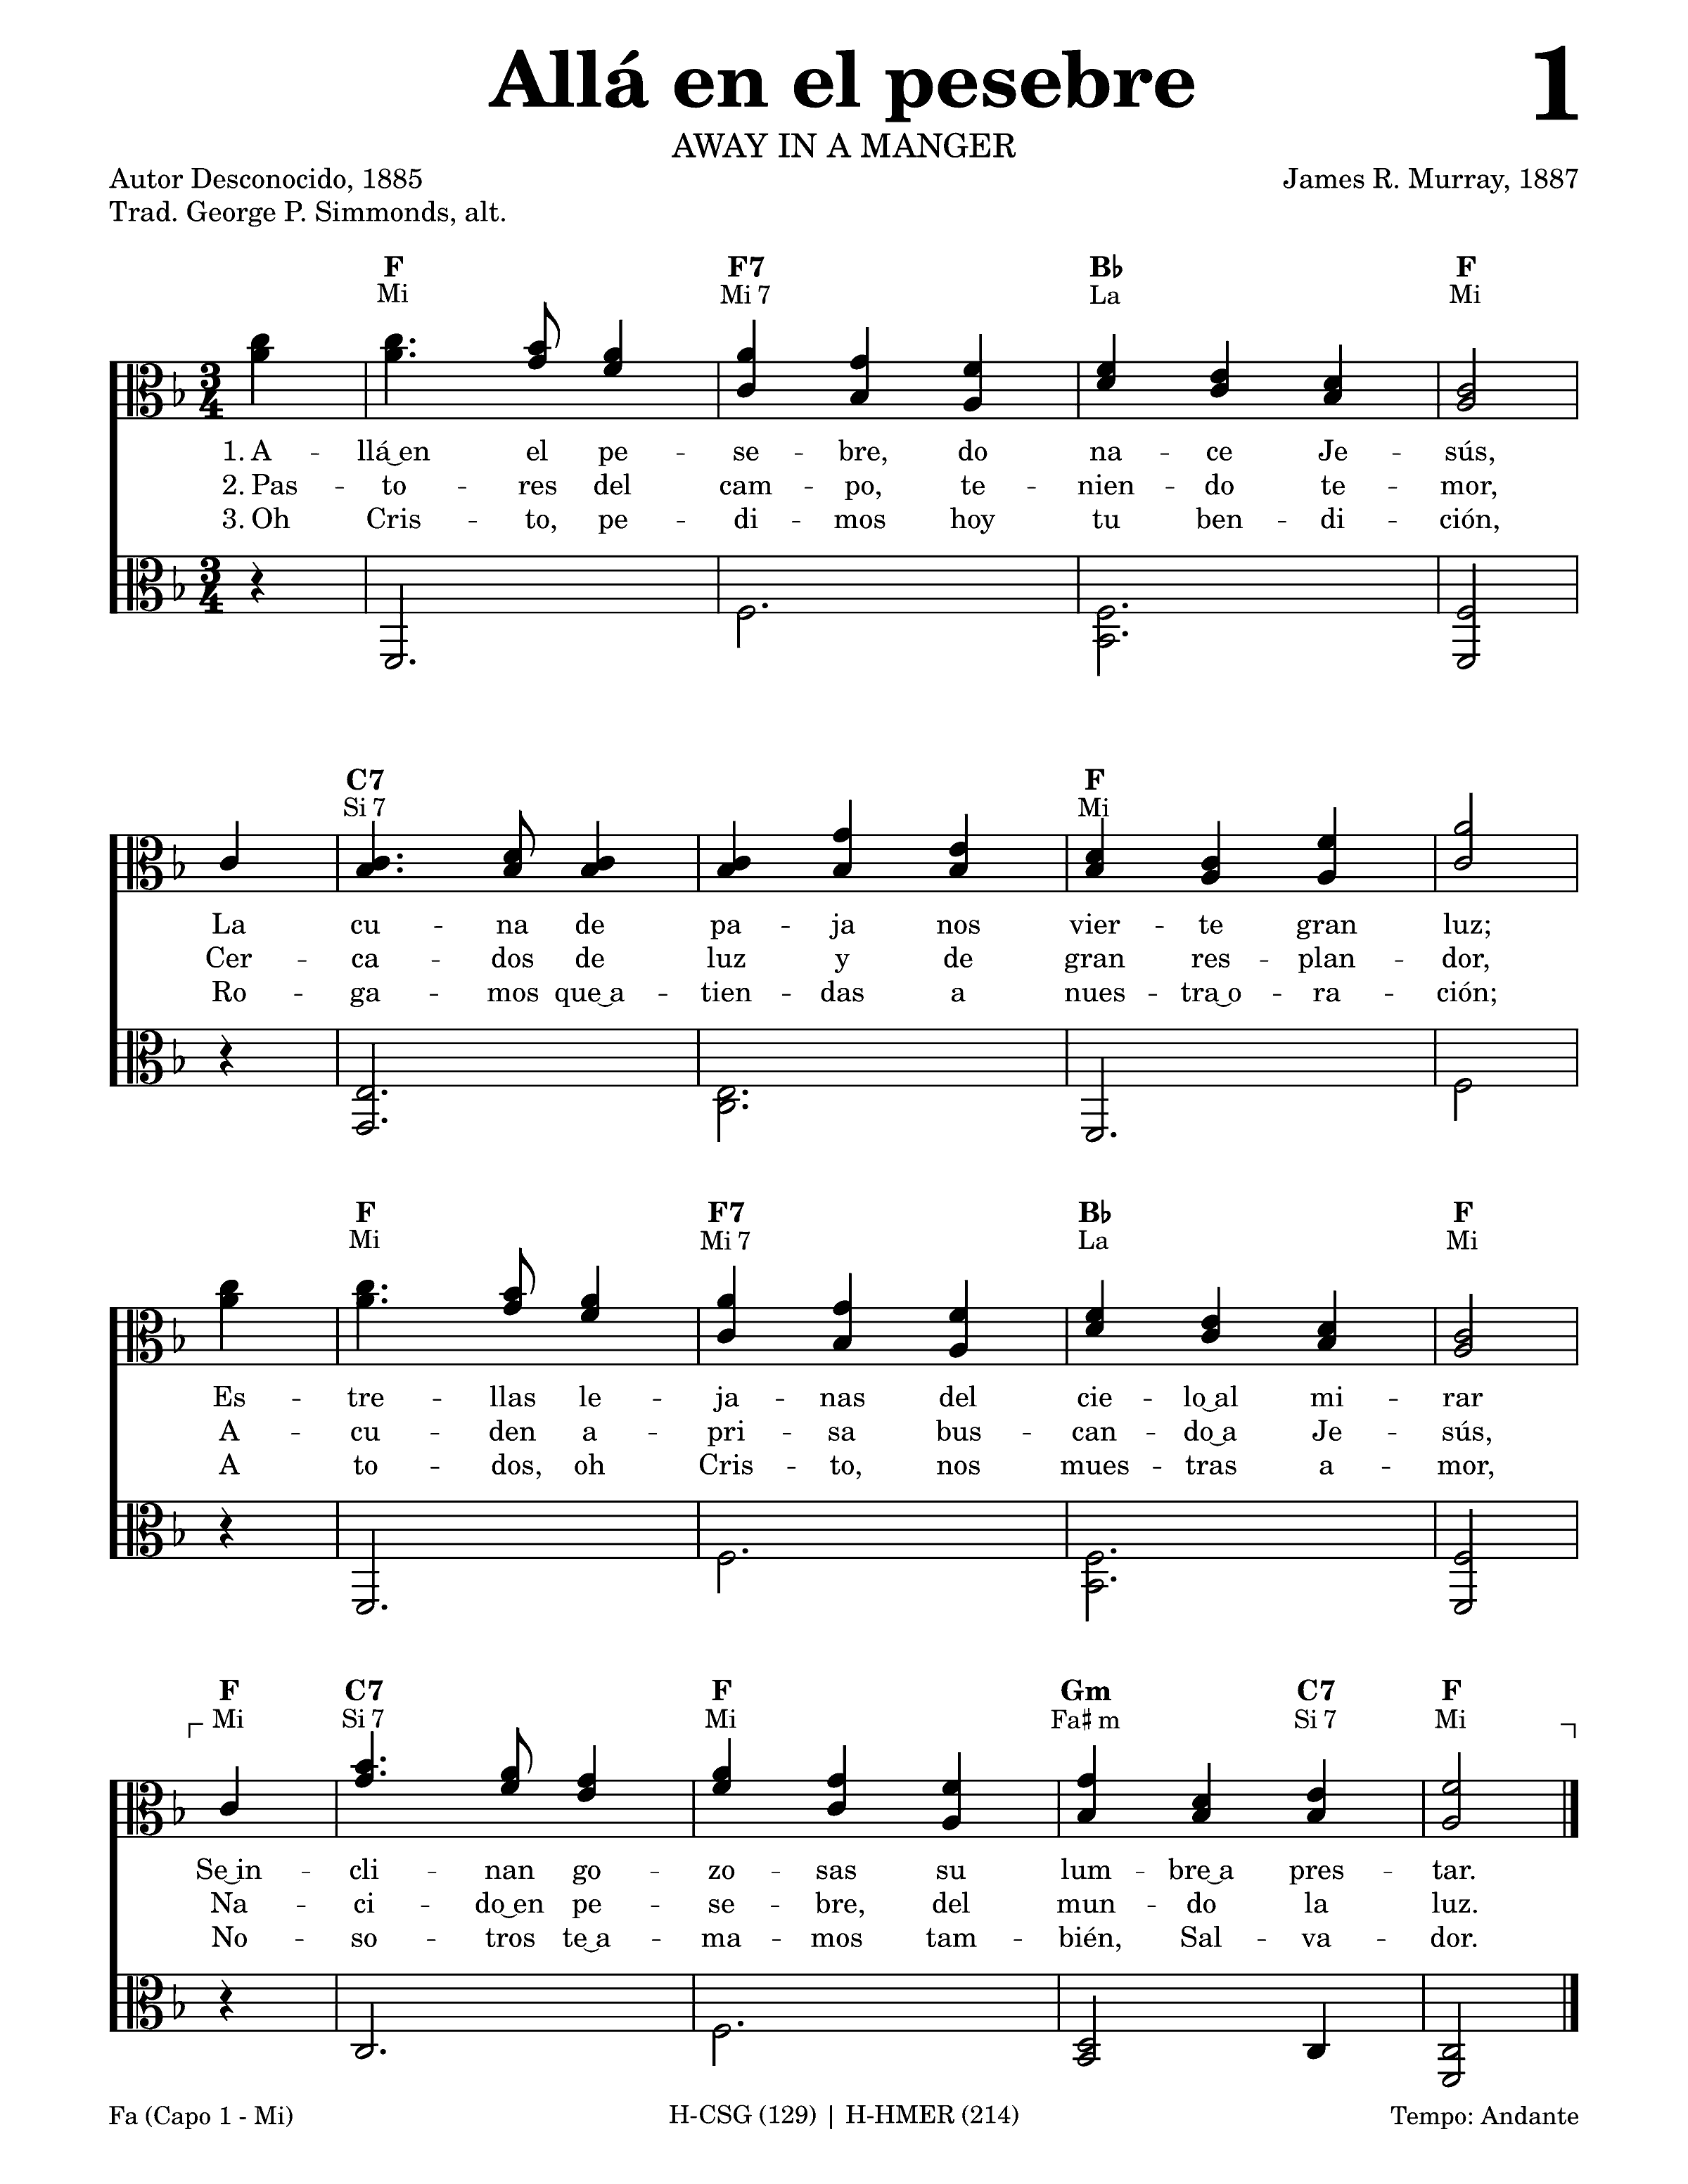 Allá en el pesebre
1
AWAY IN A MANGER
Autor Desconocido, 1885
James R. Murray, 1887
Trad. George P. Simmonds, alt.
F F7 B♭ F
Mi Mi 7 La Mi
3 4
1. A - llá‿en el pe - se - bre, do na - ce Je - sús,
2. Pas - to - res del cam - po, te - nien - do te - mor,
3. Oh Cris - to, pe - di - mos hoy tu ben - di - ción,
3 4
C7 F
Si 7 Mi
La cu - na de pa - ja nos vier - te gran luz;
Cer - ca - dos de luz y de gran res - plan - dor,
Ro - ga - mos que‿a - tien - das a nues - tra‿o - ra - ción;
F F7 B♭ F
Mi Mi 7 La Mi
Es - tre - llas le - ja - nas del cie - lo‿al mi - rar
A - cu - den a - pri - sa bus - can - do‿a Je - sús,
A to - dos, oh Cris - to, nos mues - tras a - mor,
F C7 F Gm C7 F
Mi Si 7 Mi Fa♯ m Si 7 Mi
Se‿in - cli - nan go - zo - sas su lum - bre‿a pres - tar.
Na - ci - do‿en pe - se - bre, del mun - do la luz.
No - so - tros te‿a - ma - mos tam - bién, Sal - va - dor.
Fa (Capo 1 - Mi)
H-CSG (129) | H-HMER (214)
Tempo: Andante